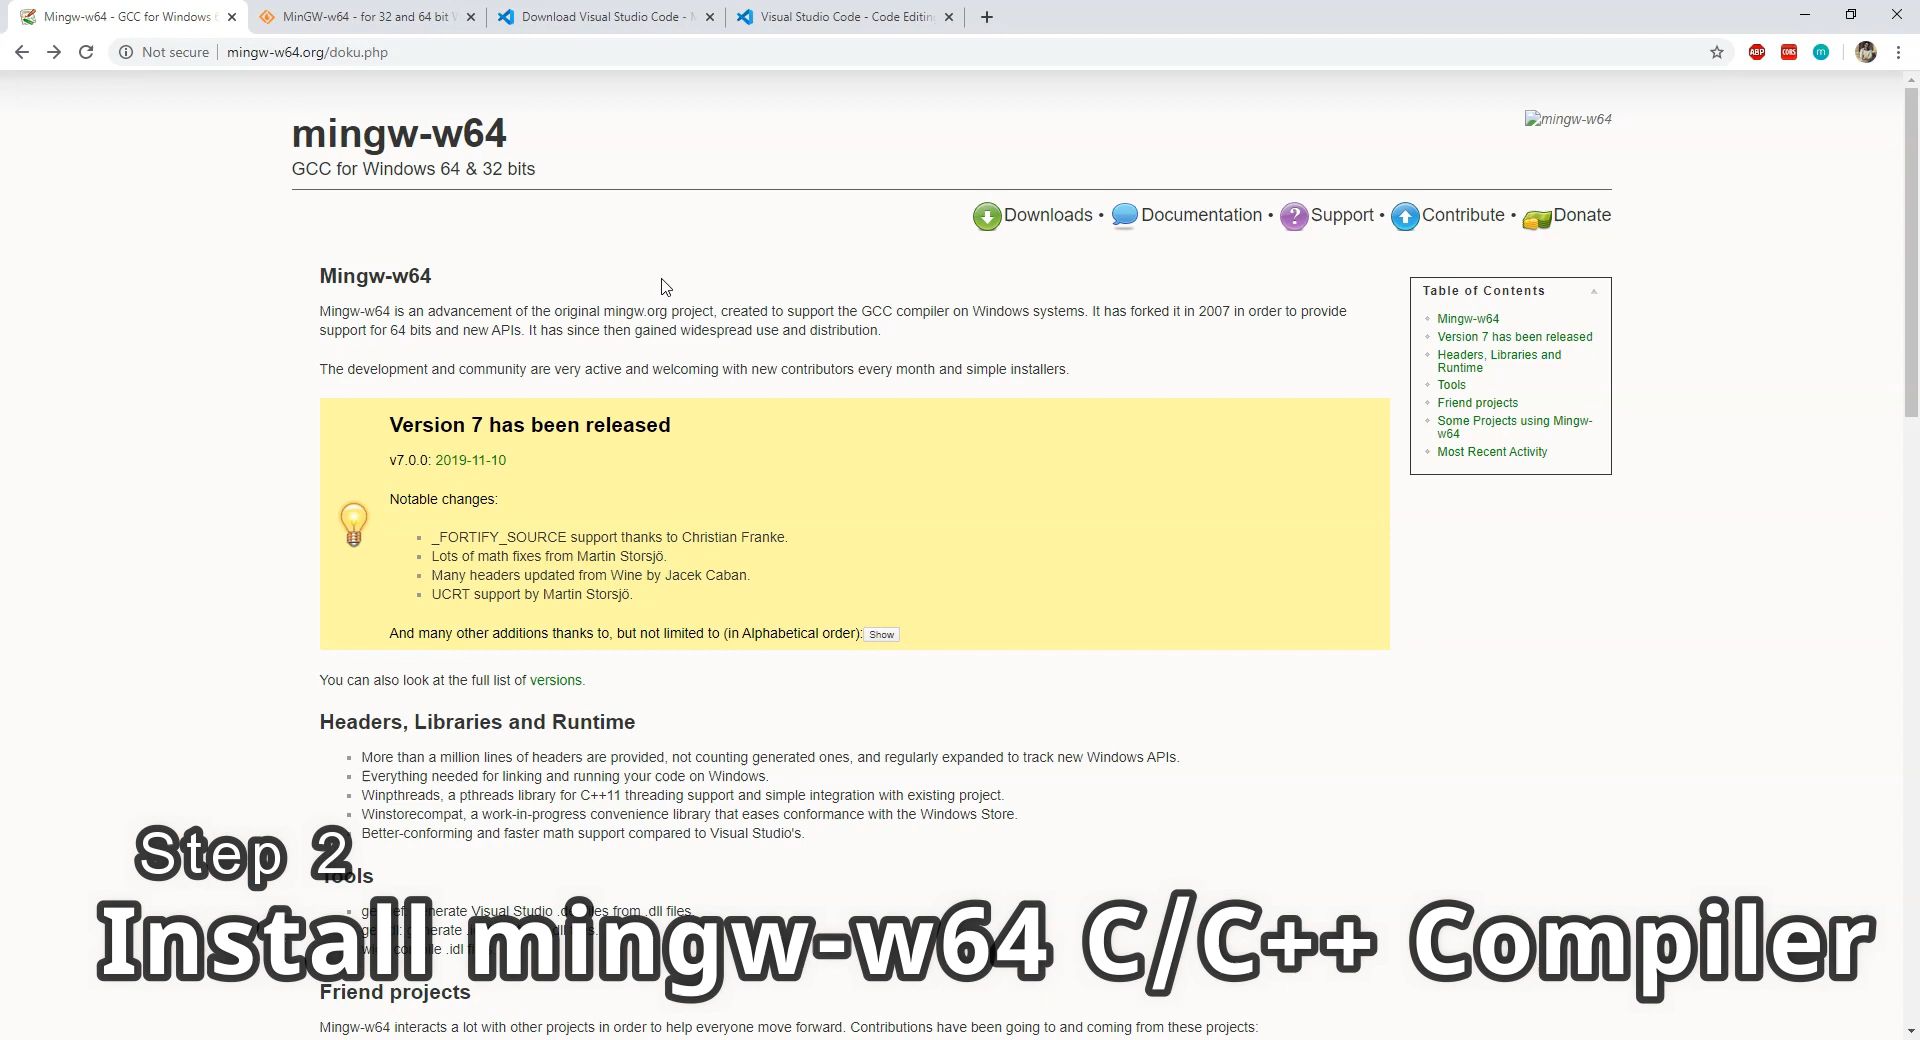 Mingw-w64 - GCC for Windows 6
MinGW-w64 - for 32 and 64 bit W
Download Visual Studio Code - M
Visual Studio Code - Code Editing
Not secure
mingw-w64.org/doku.php
ABP
CORS
m
mingw-w64
mingw-w64
GCC for Windows 64 & 32 bits
Downloads • Documentation • Support • Contribute • Donate
Mingw-w64
Mingw-w64 is an advancement of the original mingw.org project, created to support the GCC compiler on Windows systems. It has forked it in 2007 in order to provide
support for 64 bits and new APIs. It has since then gained widespread use and distribution.
The development and community are very active and welcoming with new contributors every month and simple installers.
Table of Contents
Mingw-w64
Version 7 has been released
Headers, Libraries and
Runtime
Tools
Friend projects
Some Projects using Mingw-
w64
Most Recent Activity
Version 7 has been released
v7.0.0: 2019-11-10
Notable changes:
_FORTIFY_SOURCE support thanks to Christian Franke.
Lots of math fixes from Martin Storsjö.
Many headers updated from Wine by Jacek Caban.
UCRT support by Martin Storsjö.
And many other additions thanks to, but not limited to (in Alphabetical order): Show
You can also look at the full list of versions.
Headers, Libraries and Runtime
More than a million lines of headers are provided, not counting generated ones, and regularly expanded to track new Windows APIs.
Everything needed for linking and running your code on Windows.
Winpthreads, a pthreads library for C++11 threading support and simple integration with existing project.
Winstorecompat, a work-in-progress convenience library that eases conformance with the Windows Store.
Better-conforming and faster math support compared to Visual Studio's.
Step 2
Tools
Visual Studio files from .dll files.
.idl
Install mingw-w64 C/C++ Compiler
Friend projects
Mingw-w64 interacts a lot with other projects in order to help everyone move forward. Contributions have been going to and coming from these projects: